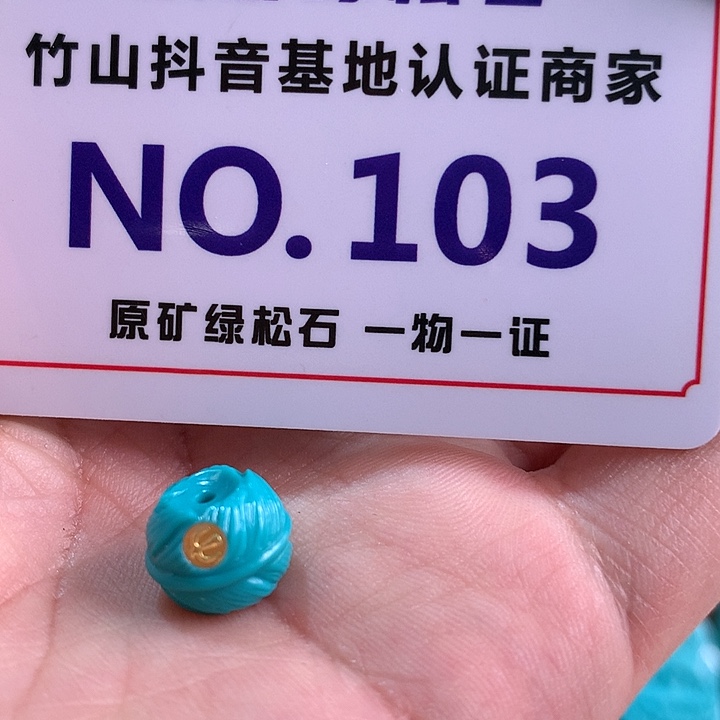 竹山抖音基地认证商家
NO.103
原矿绿松石 一物一证